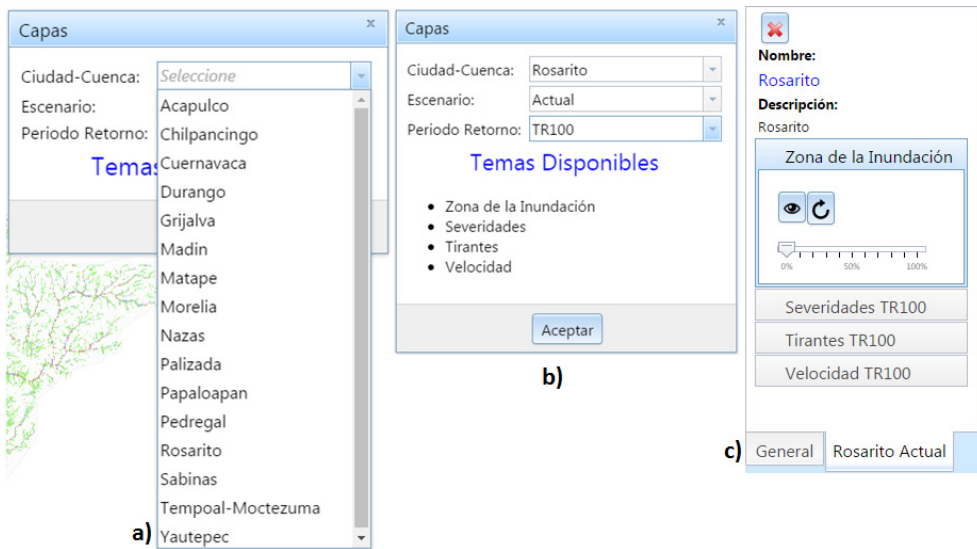 Capas
x
Ciudad-Cuenca: Seleccione
Escenario:
Periodo Retorno:
Temas
Acapulco
Chilpancingo
Cuernavaca
Durango
Grijalva
Madin
Matape
Morelia
Nazas
Palizada
Papaloapan
Pedregal
Rosarito
Sabinas
Tempoal-Moctezuma
Yautepec
a)
Capas
x
Ciudad-Cuenca: Rosarito
Escenario: Actual
Periodo Retorno: TR100
Temas Disponibles
• Zona de la Inundación
• Severidades
• Tirantes
• Velocidad
Aceptar
b)
Nombre:
Rosarito
Descripción:
Rosarito
Zona de la Inundación
0% 50% 100%
Severidades TR100
Tirantes TR100
Velocidad TR100
c)
General Rosarito Actual